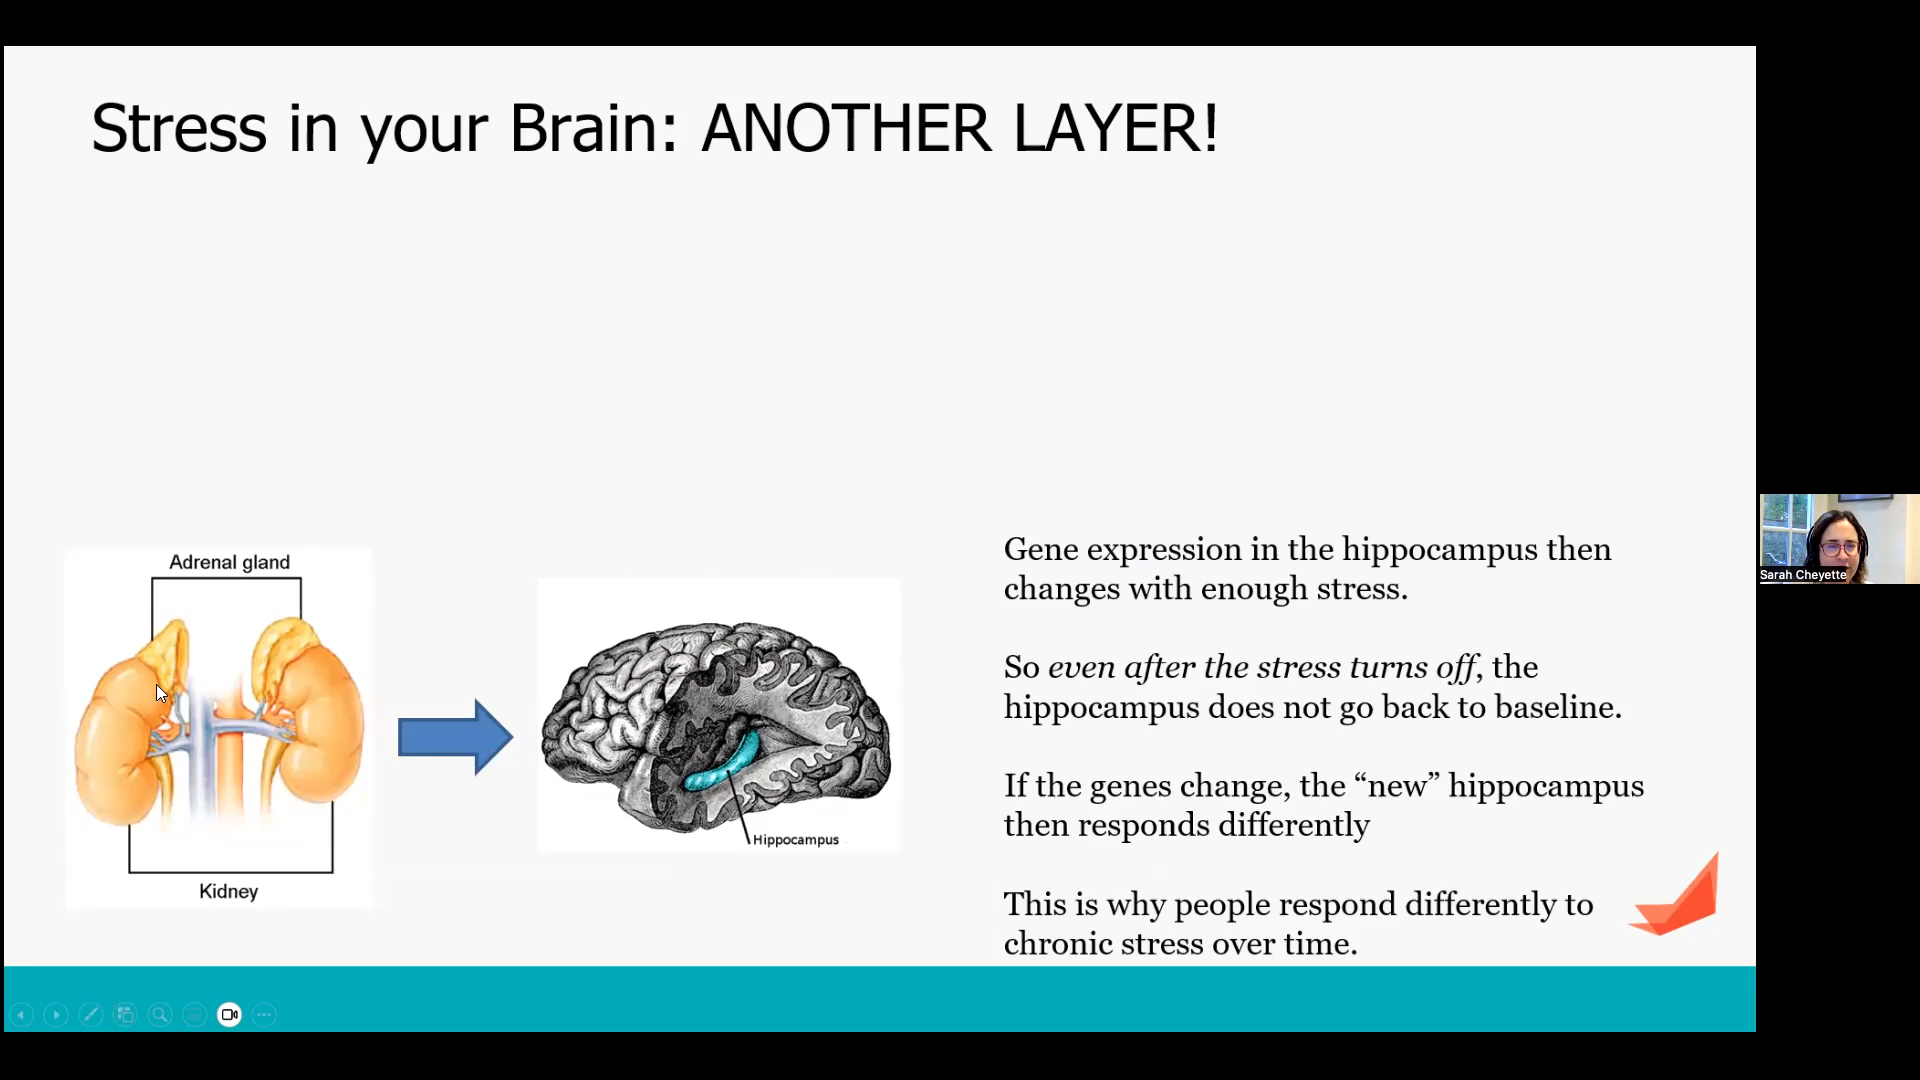 Stress in your Brain: ANOTHER LAYER!
Adrenal gland
Kidney
Hippocampus
Gene expression in the hippocampus then
changes with enough stress.
So even after the stress turns off, the
hippocampus does not go back to baseline.
If the genes change, the “new” hippocampus
then responds differently
This is why people respond differently to
chronic stress over time.
Sarah Cheyette